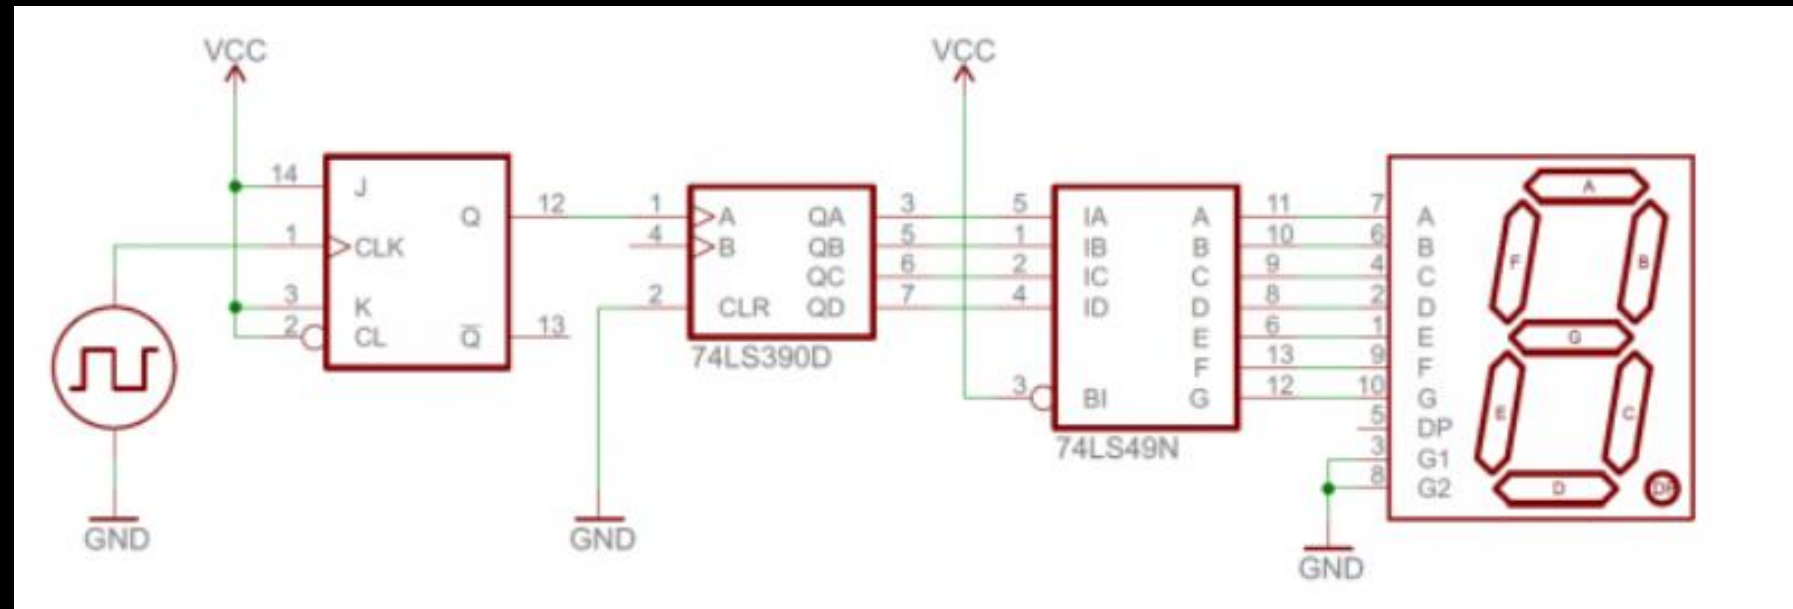 VCC
VCC
14
J
Q
12
1
CLK
3
K
2
CL
Q
13
GND
1
A
QA
3
4
B
QB
5
QC
6
2
CLR
QD
7
74LS390D
GND
5
IA
A
11
1
IB
B
10
2
IC
C
9
4
ID
D
8
E
6
F
13
3
BI
G
12
74LS49N
7
A
6
B
4
C
2
D
1
E
9
F
10
G
5
DP
3
G1
8
G2
GND
A
F
B
G
E
C
D
DP